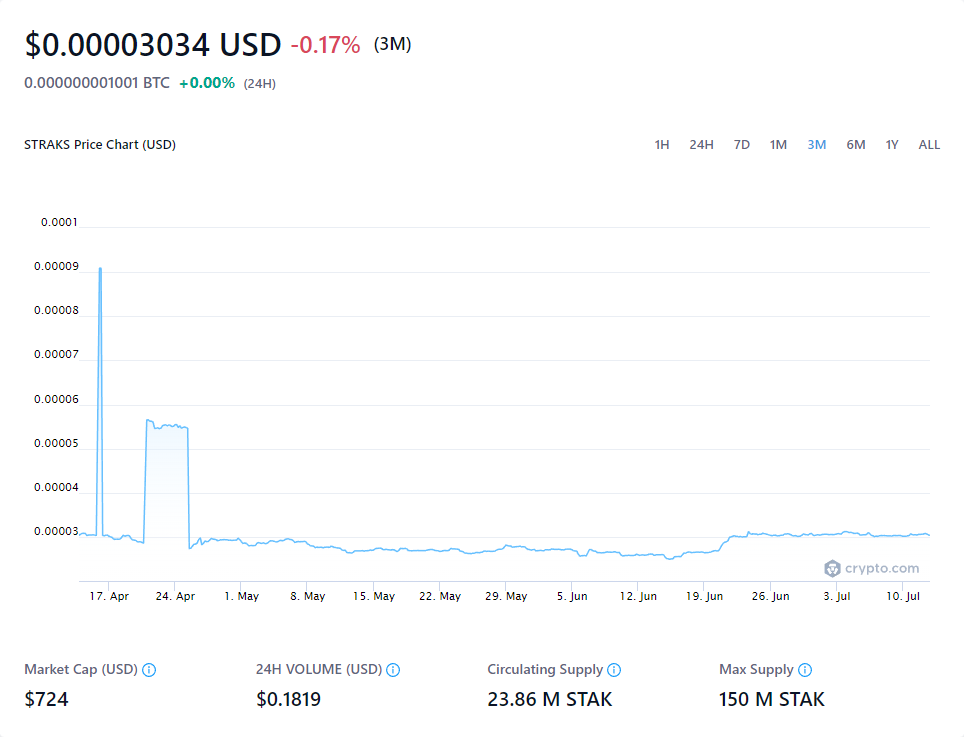 $0.00003034 USD -0.17% (3M)
0.000000001001 BTC +0.00% (24H)
STRAKS Price Chart (USD) 1H 24H 7D 1M 3M 6M 1Y ALL
0.0001
0.00009
0.00008
0.00007
0.00006
0.00005
0.00004
0.00003
crypto.com
17. Apr 24. Apr 1. May 8. May 15. May 22. May 29. May 5. Jun 12. Jun 19. Jun 26. Jun 3. Jul 10. Jul
Market Cap (USD) 24H VOLUME (USD) Circulating Supply Max Supply
$724 $0.1819 23.86 M STAK 150 M STAK